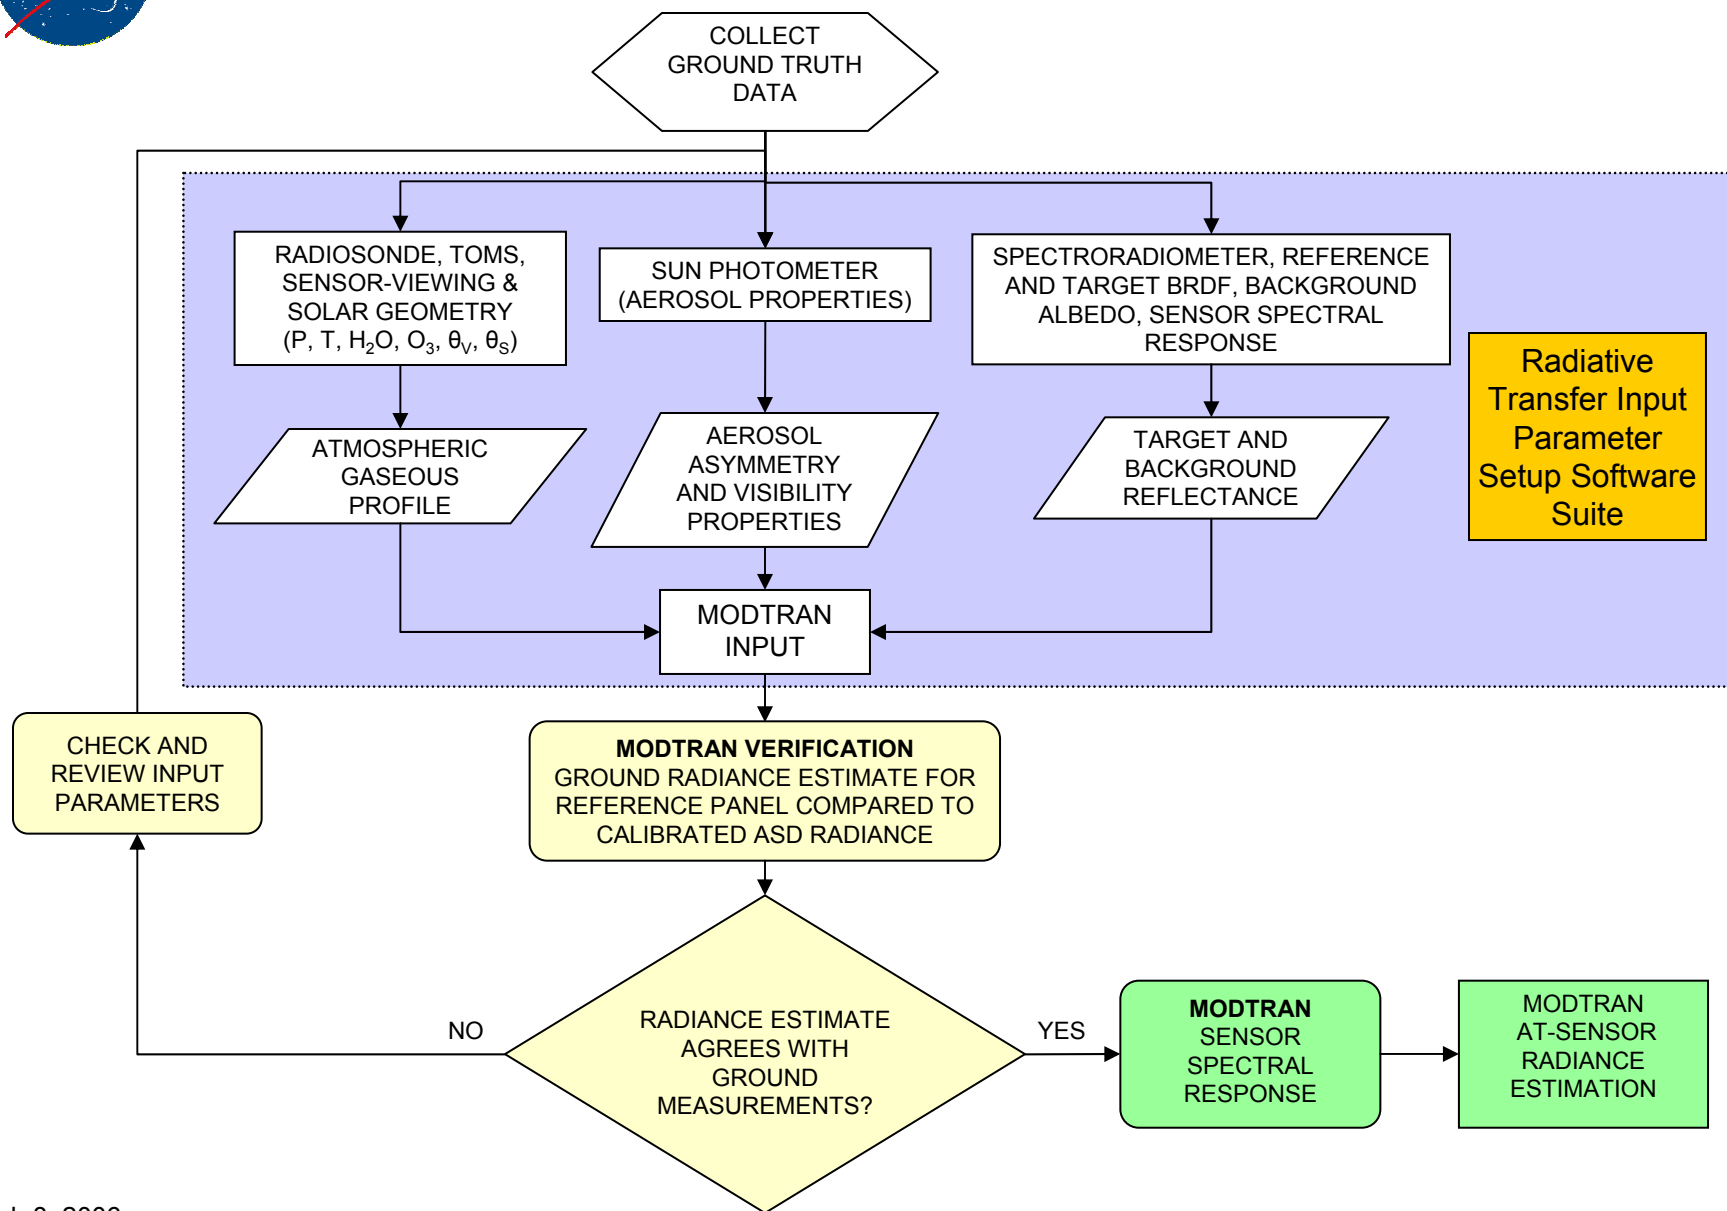 COLLECT
GROUND TRUTH
DATA
RADIOSONDE, TOMS,
SENSOR-VIEWING &
SOLAR GEOMETRY
(P, T, H₂O, O₃, θ_V, θ_S)
SUN PHOTOMETER
(AEROSOL PROPERTIES)
SPECTRORADIOMETER, REFERENCE
AND TARGET BRDF, BACKGROUND
ALBEDO, SENSOR SPECTRAL
RESPONSE
Radiative
Transfer Input
Parameter
Setup Software
Suite
ATMOSPHERIC
GASEOUS
PROFILE
AEROSOL
ASYMMETRY
AND VISIBILITY
PROPERTIES
TARGET AND
BACKGROUND
REFLECTANCE
MODTRAN
INPUT
CHECK AND
REVIEW INPUT
PARAMETERS
MODTRAN VERIFICATION
GROUND RADIANCE ESTIMATE FOR
REFERENCE PANEL COMPARED TO
CALIBRATED ASD RADIANCE
NO
RADIANCE ESTIMATE
AGREES WITH
GROUND
MEASUREMENTS?
YES
MODTRAN
SENSOR
SPECTRAL
RESPONSE
MODTRAN
AT-SENSOR
RADIANCE
ESTIMATION